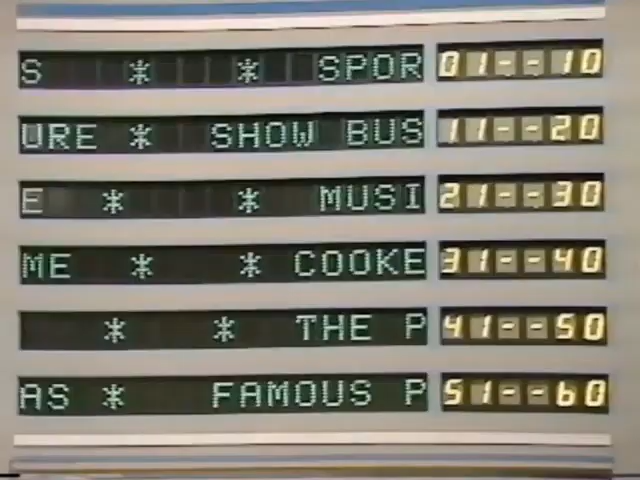 S * * SPOR 01--10
URE * SHOW BUS 11--20
E * * MUSI 21--30
ME * * COOKE 31--40
* * THE P 41--50
AS * FAMOUS P 51--60